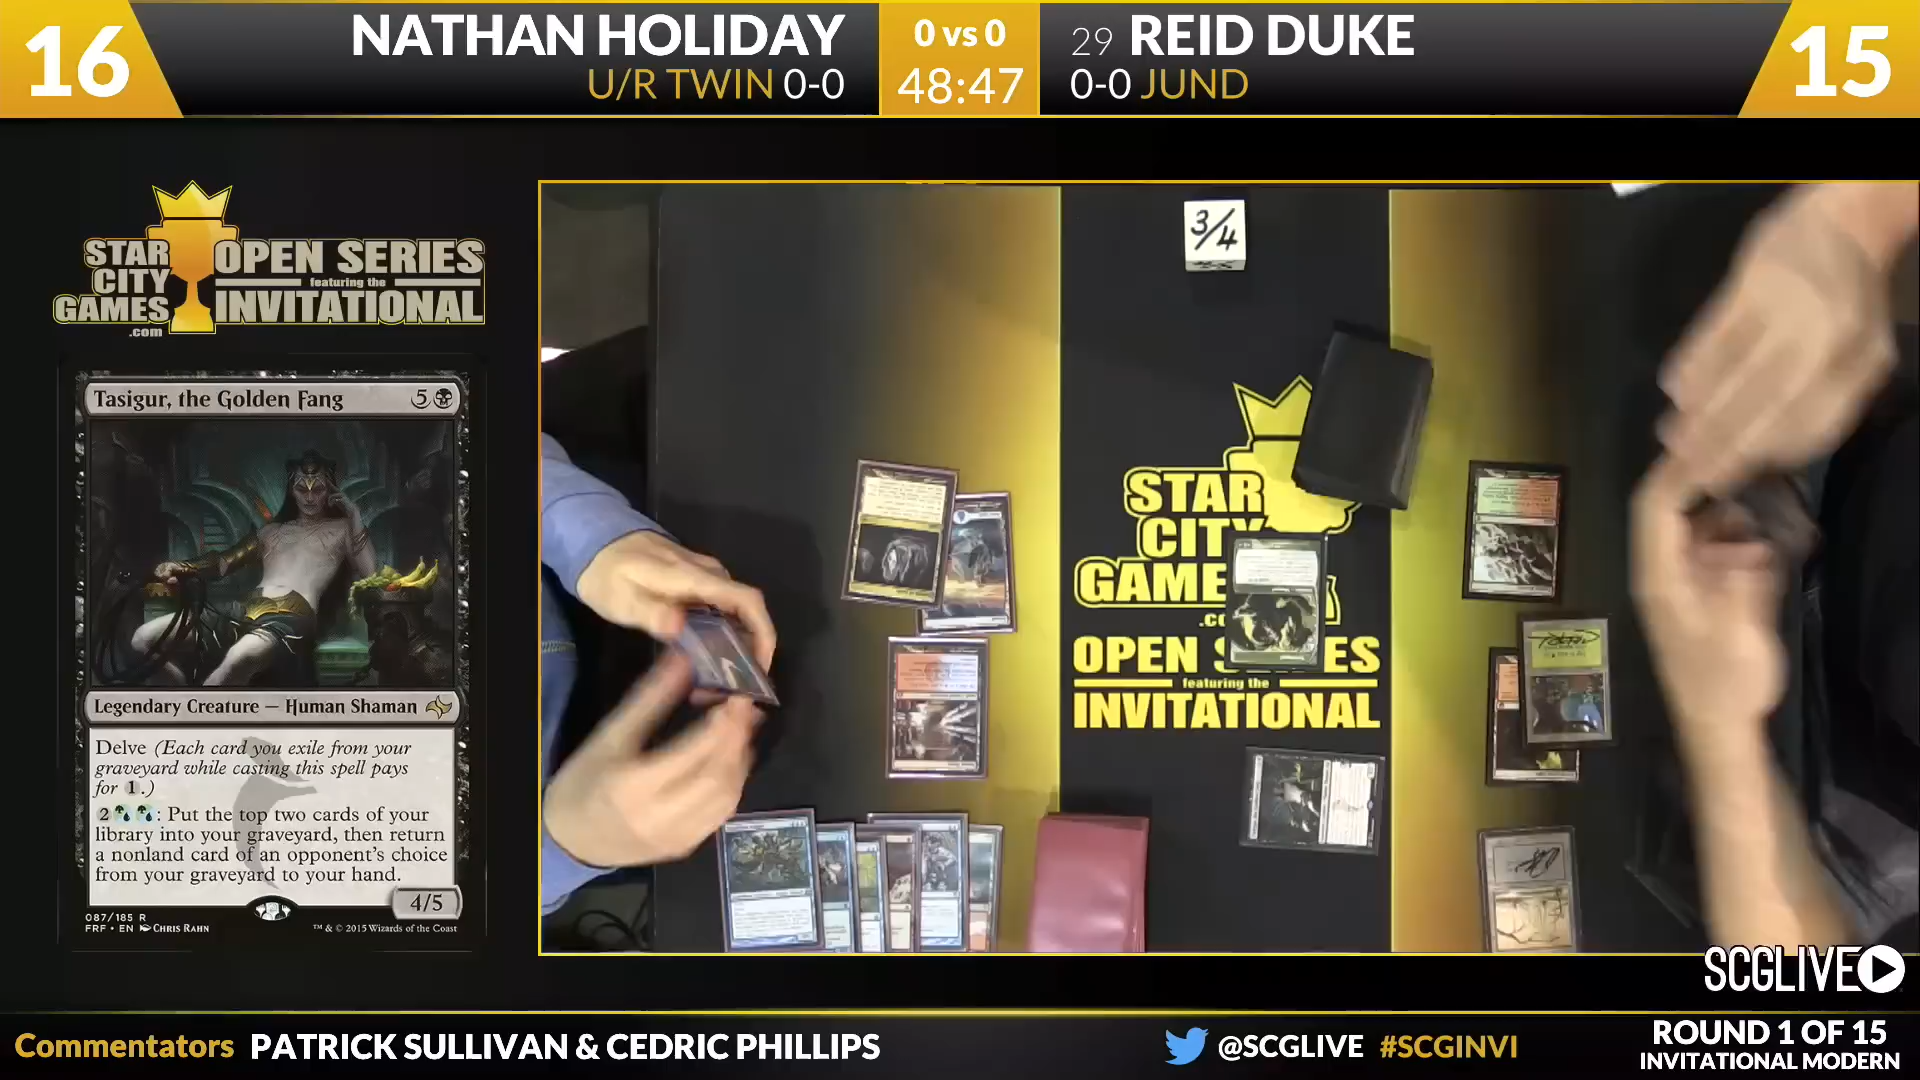 16
NATHAN HOLIDAY
U/R TWIN 0-0
0 vs 0
48:47
29 REID DUKE
0-0 JUND
15
STAR CITY GAMES .com
OPEN SERIES
featuring the
INVITATIONAL
Tasigur, the Golden Fang 5
Legendary Creature — Human Shaman
Delve (Each card you exile from your
graveyard while casting this spell pays
for 1.)
2 : Put the top two cards of your
library into your graveyard, then return
a nonland card of an opponent's choice
from your graveyard to your hand.
4/5
087/185 R
FRF • EN CHRIS RAHN
™ & © 2015 Wizards of the Coast
3/4
STAR
CIT
GAME
.co
OPEN S ES
featuring the
INVITATIONAL
SCGLIVE
Commentators PATRICK SULLIVAN & CEDRIC PHILLIPS
@SCGLIVE #SCGINVI
ROUND 1 OF 15
INVITATIONAL MODERN